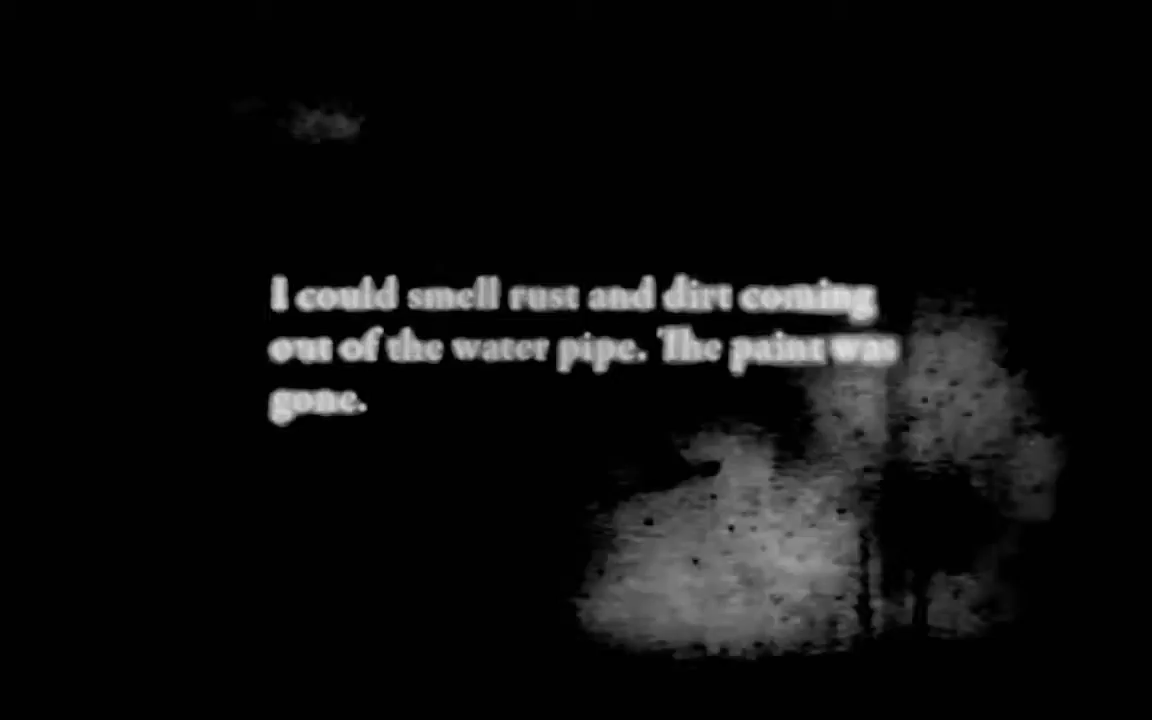 I could smell rust and dirt coming
out of the water pipe. The paint was
gone.